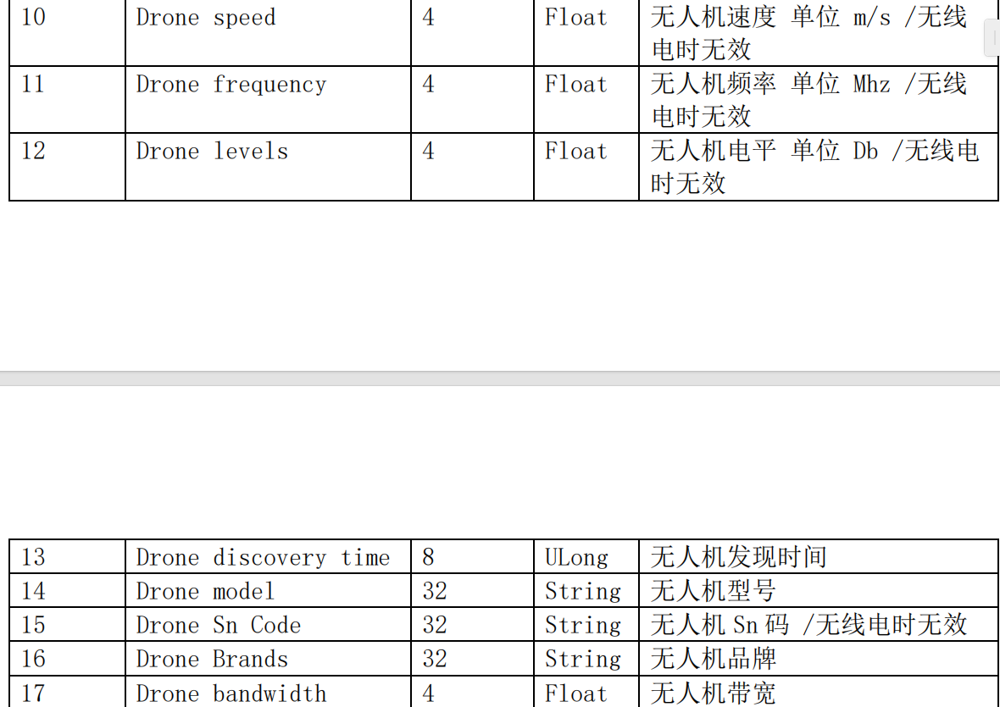 10 Drone speed 4 Float 无人机速度 单位 m/s /无线
电时无效
11 Drone frequency 4 Float 无人机频率 单位 Mhz /无线
电时无效
12 Drone levels 4 Float 无人机电平 单位 Db /无线电
时无效
13 Drone discovery time 8 ULong 无人机发现时间
14 Drone model 32 String 无人机型号
15 Drone Sn Code 32 String 无人机 Sn 码 /无线电时无效
16 Drone Brands 32 String 无人机品牌
17 Drone bandwidth 4 Float 无人机带宽